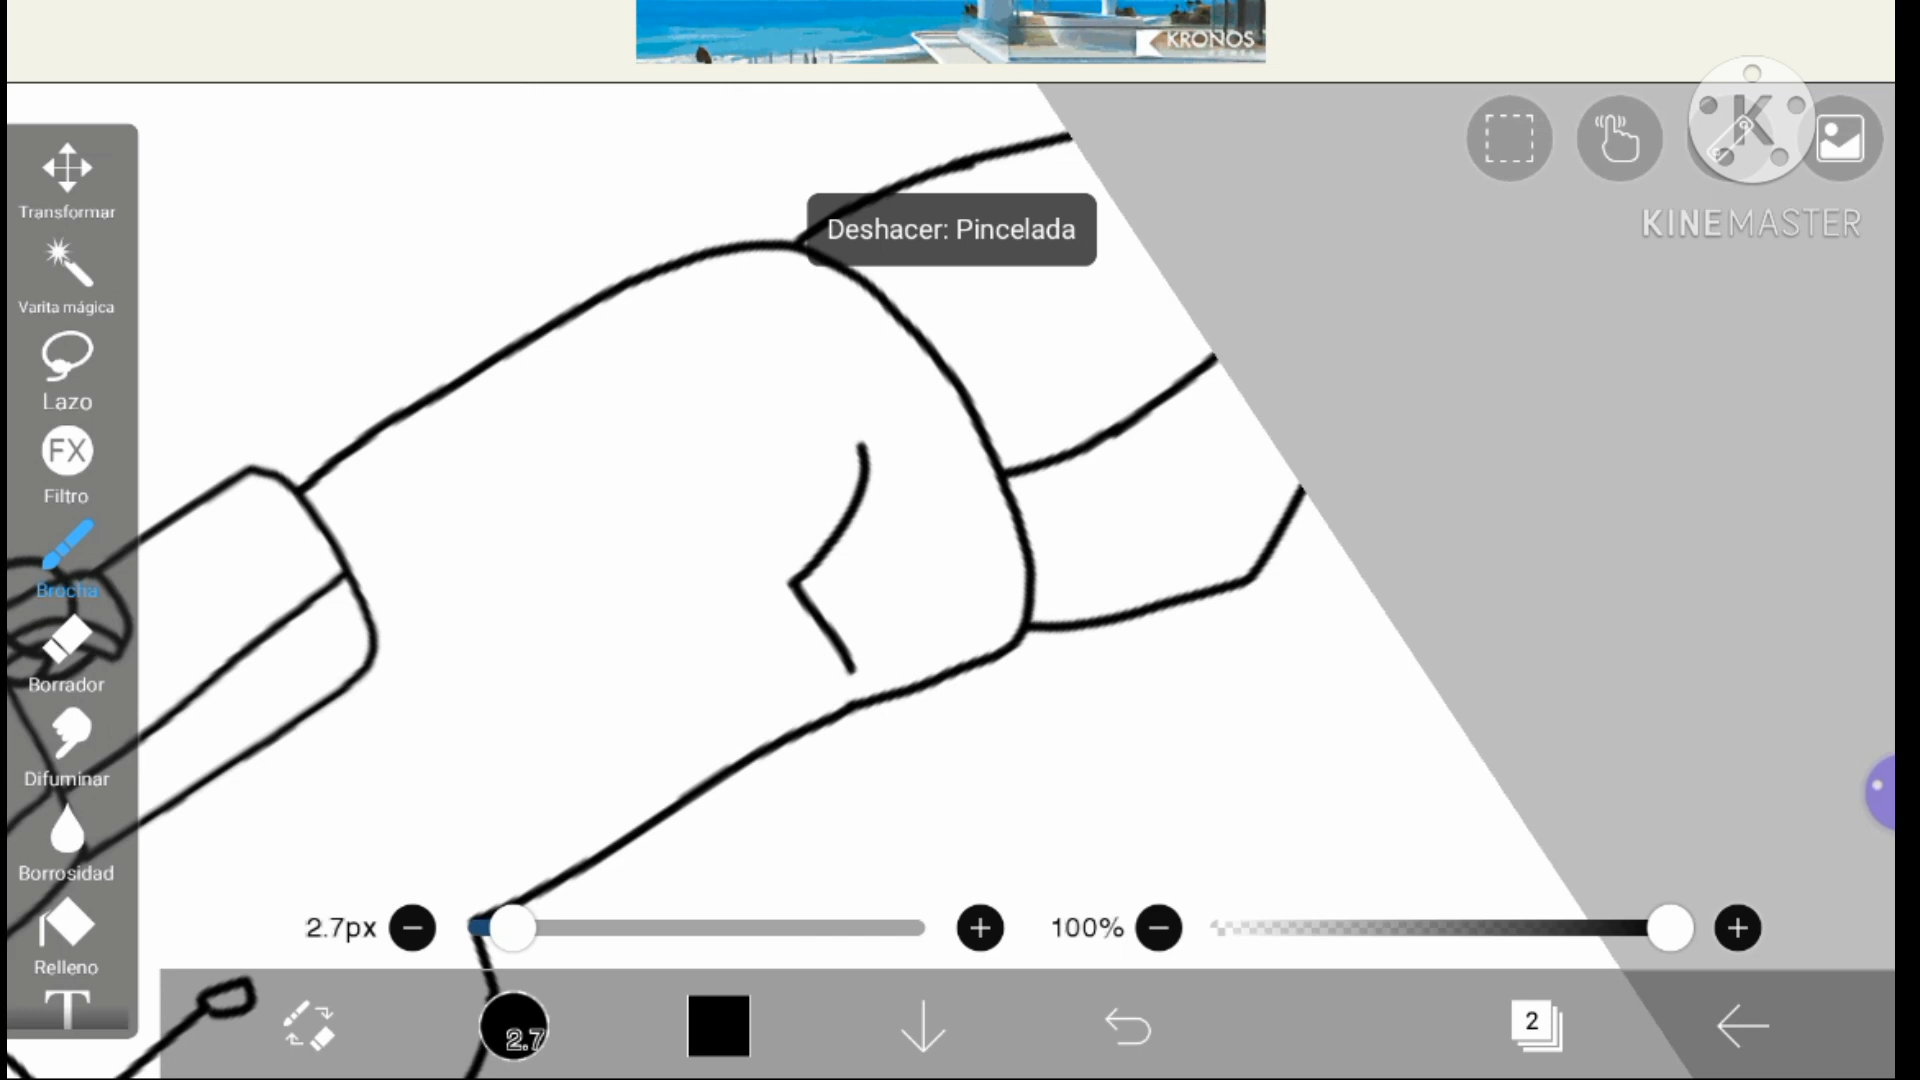 KRONOS
K
KINEMASTER
Transformar
Deshacer: Pincelada
Varita mágica
Lazo
FX
Filtro
Brocha
Borrador
Difuminar
Borrosidad
Relleno
T
2.7px
100%
2.7
2